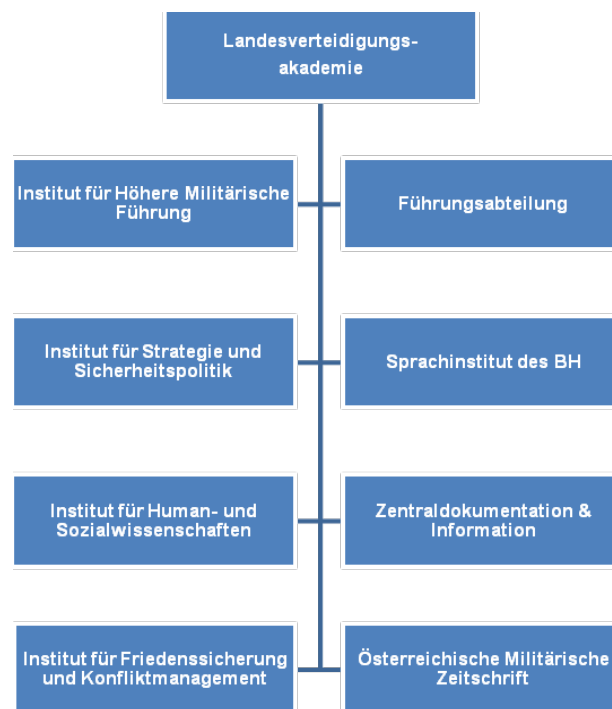 Landesverteidigungs-
akademie
Institut für Höhere Militärische
Führung
Führungsabteilung
Institut für Strategie und
Sicherheitspolitik
Sprachinstitut des BH
Institut für Human- und
Sozialwissenschaften
Zentraldokumentation &
Information
Institut für Friedenssicherung
und Konfliktmanagement
Österreichische Militärische
Zeitschrift